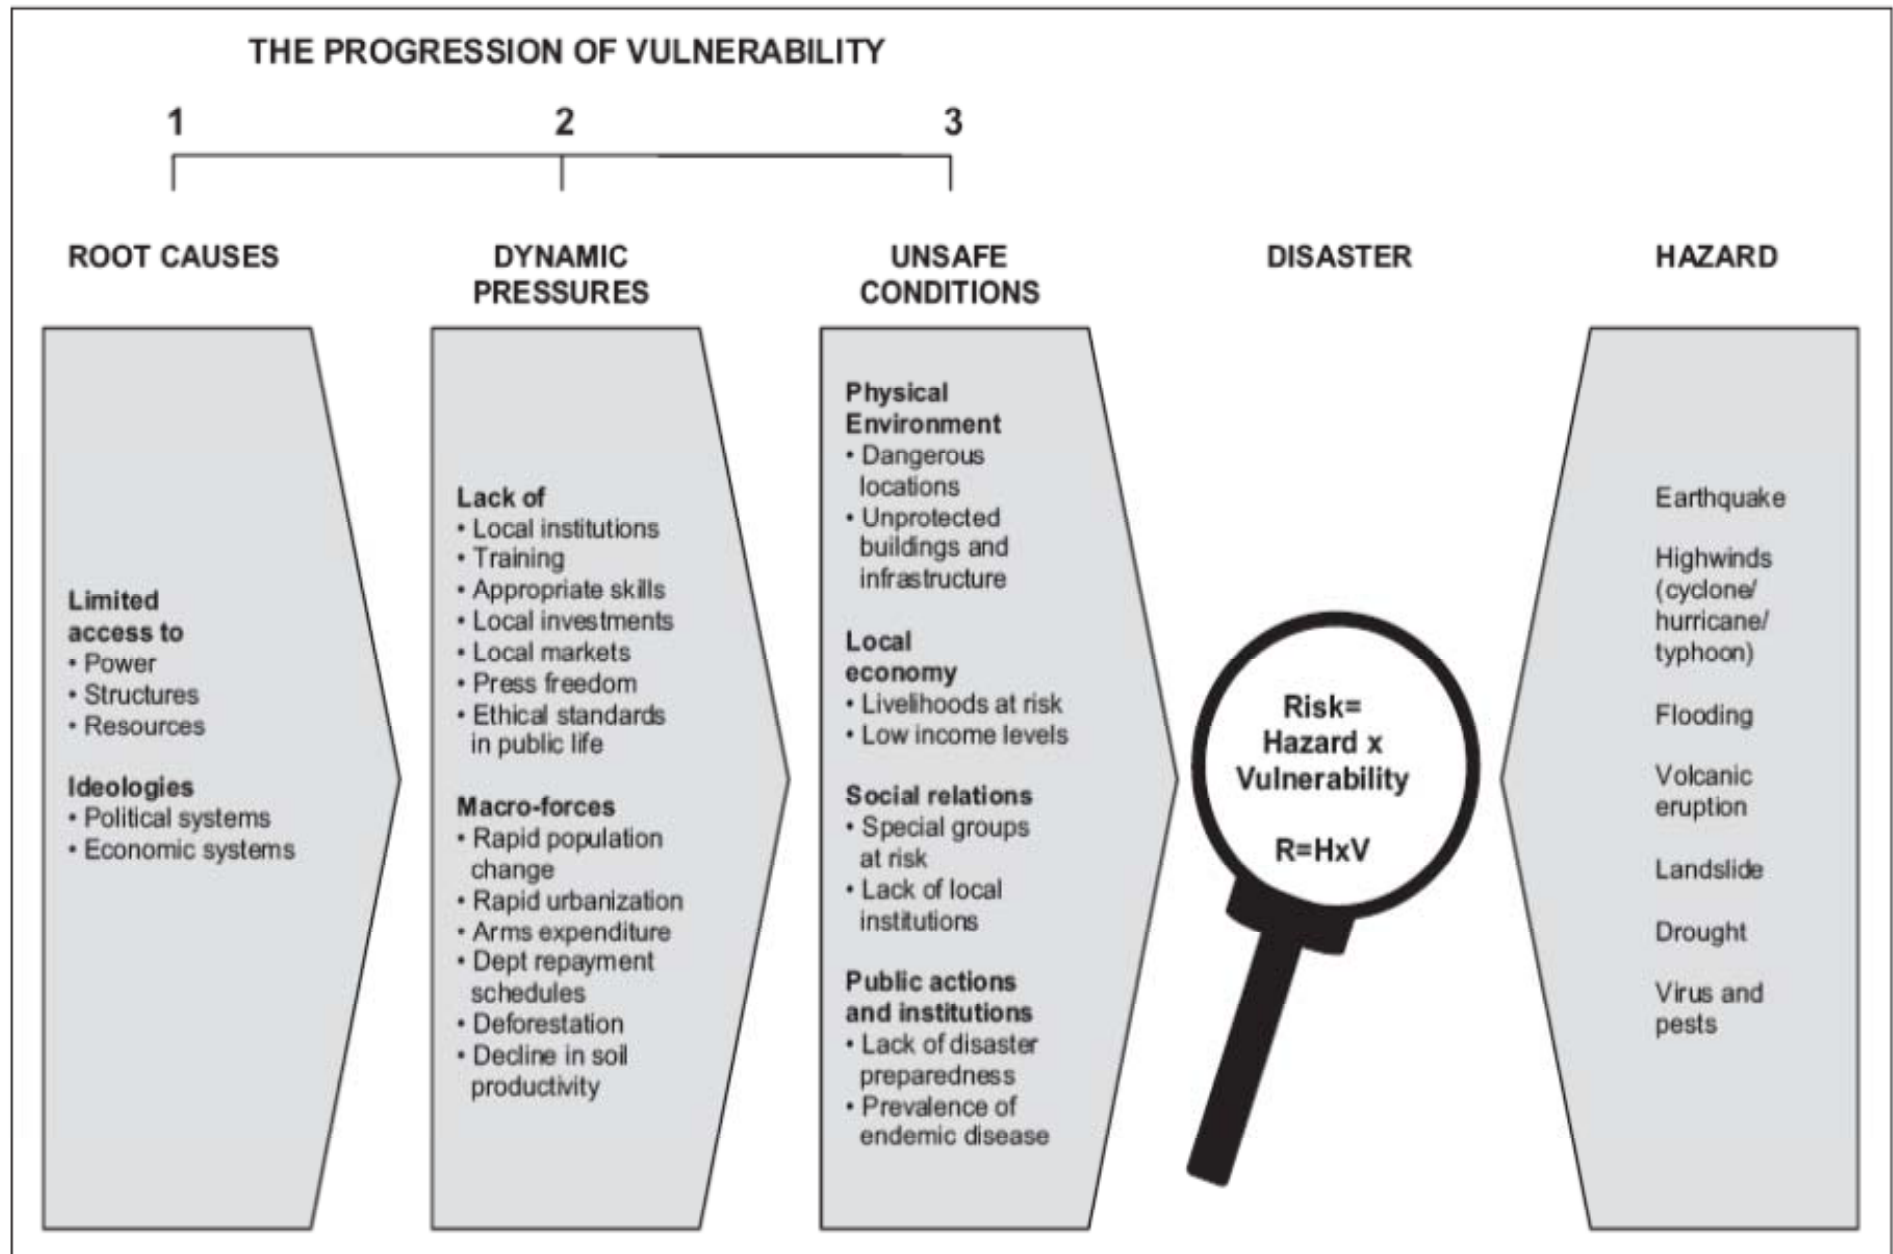 THE PROGRESSION OF VULNERABILITY
1
2
3
ROOT CAUSES
Limited
access to
• Power
• Structures
• Resources
Ideologies
• Political systems
• Economic systems
DYNAMIC
PRESSURES
Lack of
• Local institutions
• Training
• Appropriate skills
• Local investments
• Local markets
• Press freedom
• Ethical standards
in public life
Macro-forces
• Rapid population
change
• Rapid urbanization
• Arms expenditure
• Dept repayment
schedules
• Deforestation
• Decline in soil
productivity
UNSAFE
CONDITIONS
Physical
Environment
• Dangerous
locations
• Unprotected
buildings and
infrastructure
Local
economy
• Livelihoods at risk
• Low income levels
Social relations
• Special groups
at risk
• Lack of local
institutions
Public actions
and institutions
• Lack of disaster
preparedness
• Prevalence of
endemic disease
DISASTER
Risk=
Hazard x
Vulnerability
R=HxV
HAZARD
Earthquake
Highwinds
(cyclone/
hurricane/
typhoon)
Flooding
Volcanic
eruption
Landslide
Drought
Virus and
pests